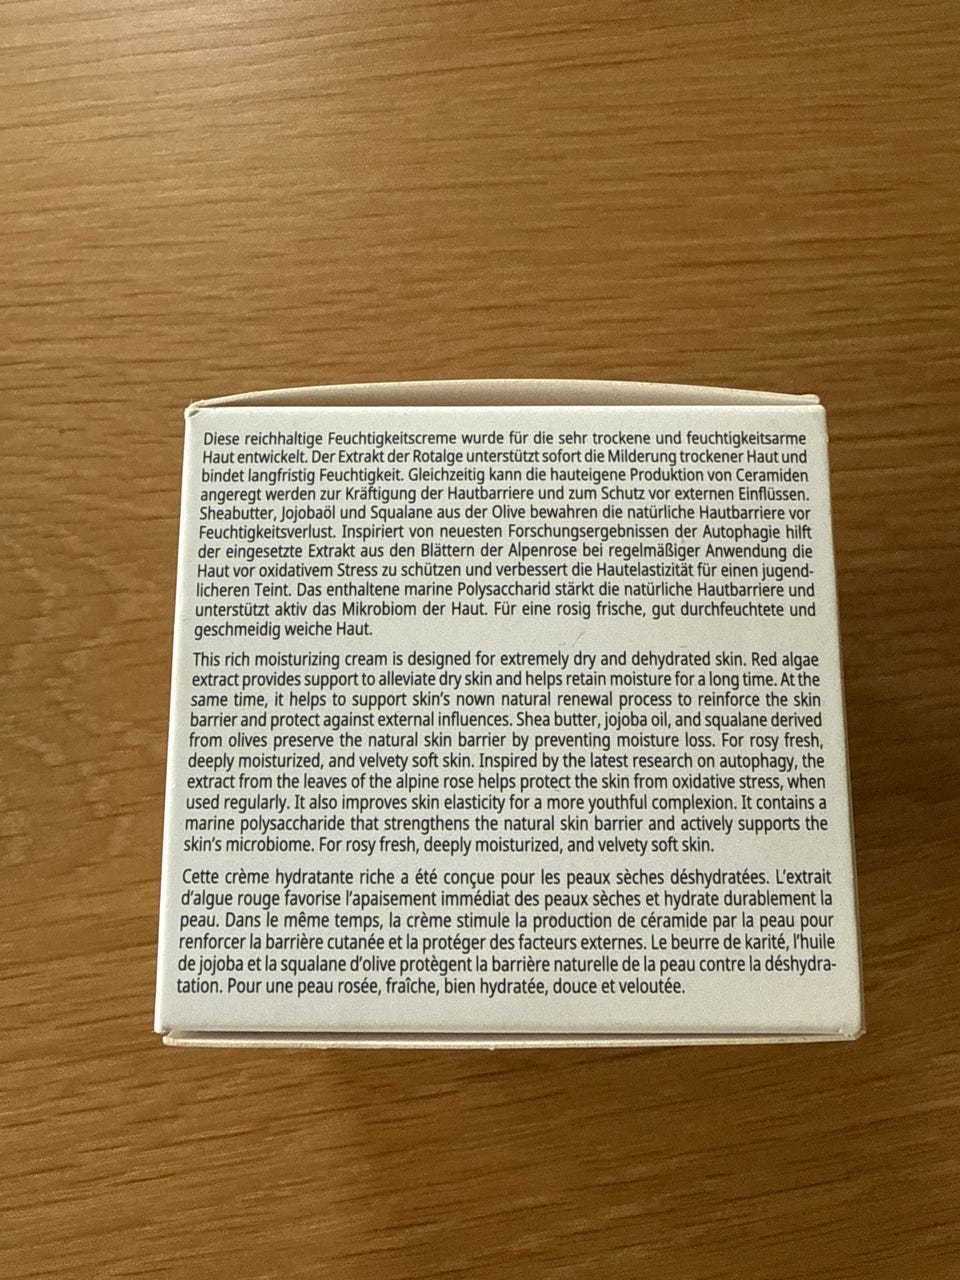 Diese reichhaltige Feuchtigkeitscreme wurde für die sehr trockene und feuchtigkeitsarme
Haut entwickelt. Der Extrakt der Rotalge unterstützt sofort die Milderung trockener Haut und
bindet langfristig Feuchtigkeit. Gleichzeitig kann die hauteigene Produktion von Ceramiden
angeregt werden zur Kräftigung der Hautbarriere und zum Schutz vor externen Einflüssen.
Sheabutter, Jojobaöl und Squalane aus der Olive bewahren die natürliche Hautbarriere vor
Feuchtigkeitsverlust. Inspiriert von neuesten Forschungsergebnissen der Autophagie hilft
der eingesetzte Extrakt aus den Blättern der Alpenrose bei regelmäßiger Anwendung die
Haut vor oxidativem Stress zu schützen und verbessert die Hautelastizität für einen jugend-
licheren Teint. Das enthaltene marine Polysaccharid stärkt die natürliche Hautbarriere und
unterstützt aktiv das Mikrobiom der Haut. Für eine rosig frische, gut durchfeuchtete und
geschmeidig weiche Haut.
This rich moisturizing cream is designed for extremely dry and dehydrated skin. Red algae
extract provides support to alleviate dry skin and helps retain moisture for a long time. At the
same time, it helps to support skin's nown natural renewal process to reinforce the skin
barrier and protect against external influences. Shea butter, jojoba oil, and squalane derived
from olives preserve the natural skin barrier by preventing moisture loss. For rosy fresh,
deeply moisturized, and velvety soft skin. Inspired by the latest research on autophagy, the
extract from the leaves of the alpine rose helps protect the skin from oxidative stress, when
used regularly. It also improves skin elasticity for a more youthful complexion. It contains a
marine polysaccharide that strengthens the natural skin barrier and actively supports the
skin's microbiome. For rosy fresh, deeply moisturized, and velvety soft skin.
Cette crème hydratante riche a été conçue pour les peaux sèches déshydratées. L'extrait
d'algue rouge favorise l'apaisement immédiat des peaux sèches et hydrate durablement la
peau. Dans le même temps, la crème stimule la production de céramide par la peau pour
renforcer la barrière cutanée et la protéger des facteurs externes. Le beurre de karité, l'huile
de jojoba et la squalane d'olive protègent la barrière naturelle de la peau contre la déshydra-
tation. Pour une peau rosée, fraîche, bien hydratée, douce et veloutée.